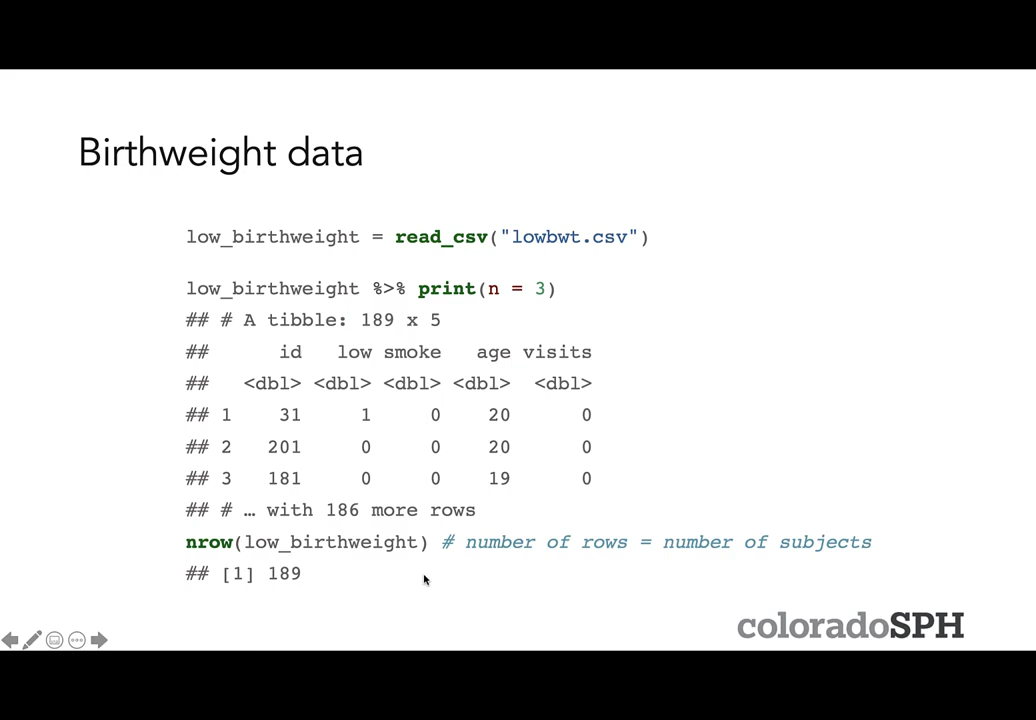 Birthweight data
low_birthweight = read_csv("lowbwt.csv")
low_birthweight %>% print(n = 3)
## # A tibble: 189 x 5
## id low smoke age visits
## <dbl> <dbl> <dbl> <dbl> <dbl>
## 1 31 1 0 20 0
## 2 201 0 0 20 0
## 3 181 0 0 19 0
## # … with 186 more rows
nrow(low_birthweight) # number of rows = number of subjects
## [1] 189
coloradoSPH